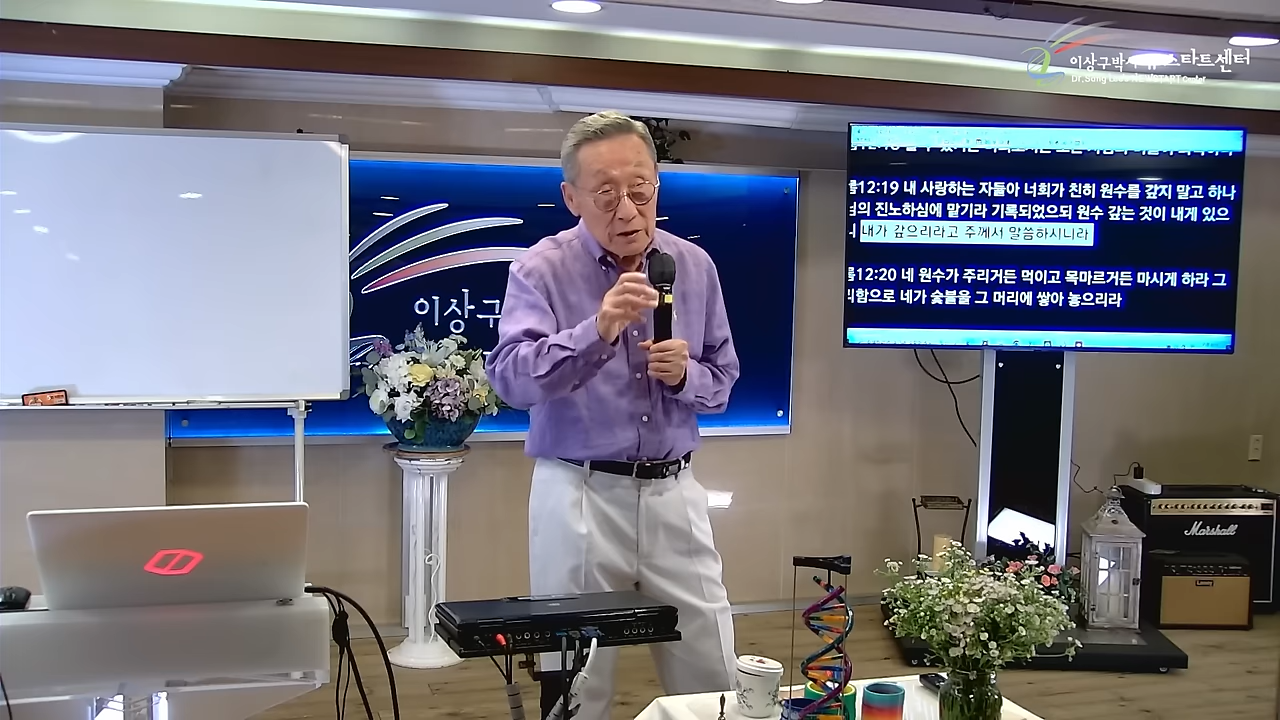 이상구박사 뉴스타트센터
Dr. Sang Lee's NewSTART Center
12:19 내 사랑하는 자들아 너희가 친히 원수를 갚지 말고 하나
의 진노하심에 맡기라 기록되었으되 원수 갚는 것이 내게 있으
내가 갚으리라고 주께서 말씀하시니라
12:20 네 원수가 주리거든 먹이고 목마르거든 마시게 하라 그
함으로 네가 숯불을 그 머리에 쌓아 놓으리라
이상구
Marshall
Laney